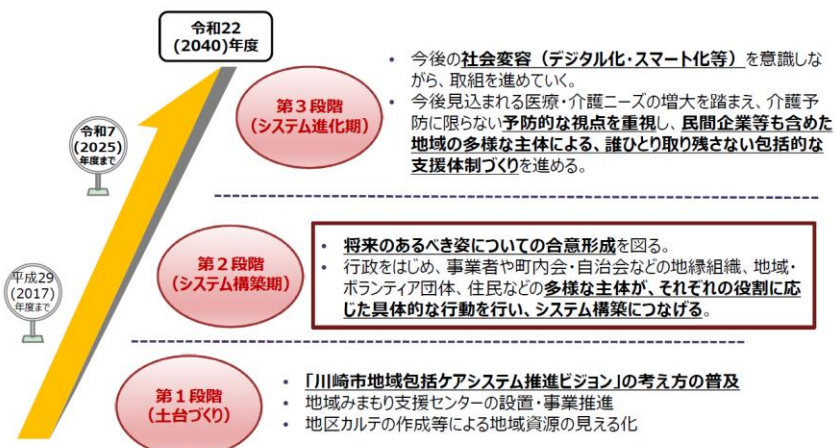 令和22
(2040)年度
第３段階
(システム進化期)
• 今後の社会変容（デジタル化・スマート化等）を意識しな
がら、取組を進めていく。
• 今後見込まれる医療・介護ニーズの増大を踏まえ、介護予
防に限らない予防的な視点を重視し、民間企業等も含めた
地域の多様な主体による、誰ひとり取り残さない包括的な
支援体制づくりを進める。
令和7
(2025)
年度まで
第２段階
(システム構築期)
• 将来のあるべき姿についての合意形成を図る。
• 行政をはじめ、事業者や町内会・自治会などの地縁組織、地域・
ボランティア団体、住民などの多様な主体が、それぞれの役割に応
じた具体的な行動を行い、システム構築につなげる。
平成29
(2017)
年度まで
第１段階
(土台づくり)
• 「川崎市地域包括ケアシステム推進ビジョン」の考え方の普及
• 地域みまもり支援センターの設置・事業推進
• 地区カルテの作成等による地域資源の見える化